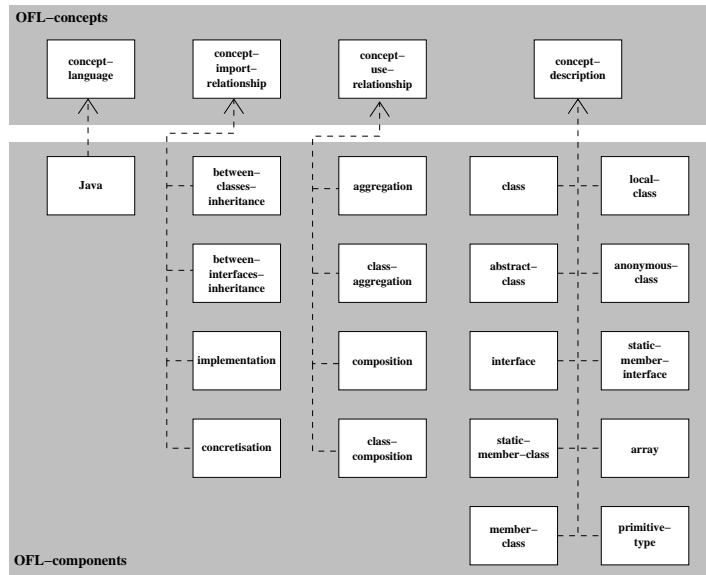 OFL−concepts
concept−
language
concept−
import−
relationship
concept−
use−
relationship
concept−
description
Java
between−
classes−
inheritance
aggregation
class
local−
class
between−
interfaces−
inheritance
class−
aggregation
abstract−
class
anonymous−
class
implementation
composition
interface
static−
member−
interface
concretisation
class−
composition
static−
member−class
array
member−
class
primitive−
type
OFL−components